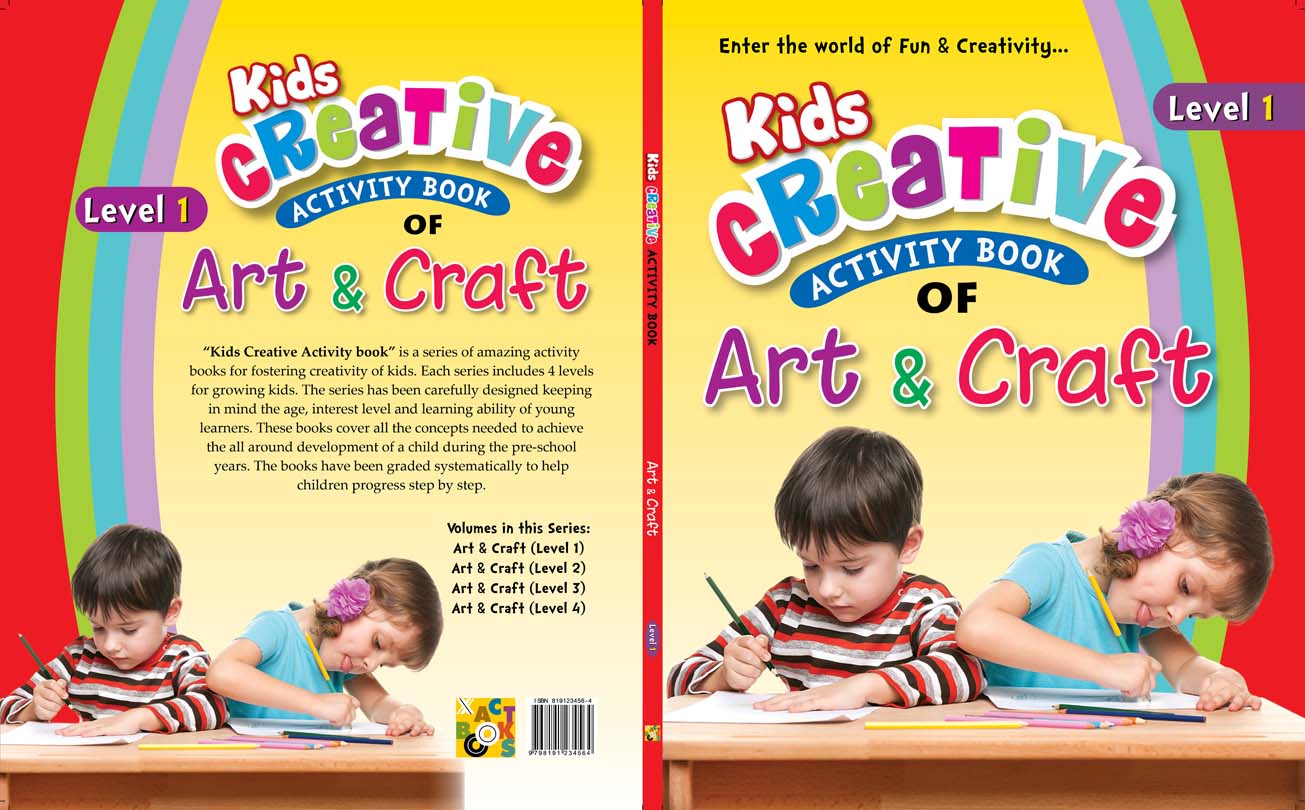 Kids
CReaTive
ACTIVITY BOOK
OF
Art & Craft
Level 1
“Kids Creative Activity book” is a series of amazing activity
books for fostering creativity of kids. Each series includes 4 levels
for growing kids. The series has been carefully designed keeping
in mind the age, interest level and learning ability of young
learners. These books cover all the concepts needed to achieve
the all around development of a child during the pre-school
years. The books have been graded systematically to help
children progress step by step.
Volumes in this Series:
Art & Craft (Level 1)
Art & Craft (Level 2)
Art & Craft (Level 3)
Art & Craft (Level 4)
XACT
BOOKS
ISBN 819123456-4
9798191234564
Kids CReaTive ACTIVITY BOOK
Art & Craft
Level 1
Enter the world of Fun & Creativity...
Level 1
Kids
CReaTive
ACTIVITY BOOK
OF
Art & Craft